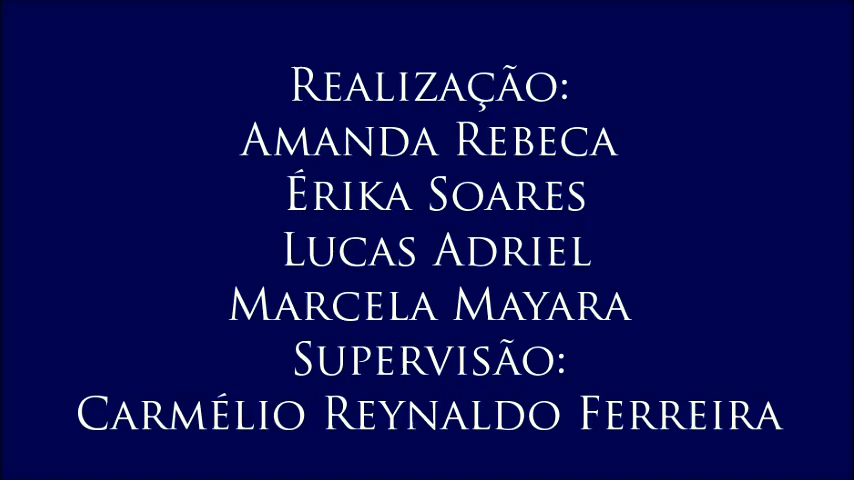 Realização:
Amanda Rebeca
Érika Soares
Lucas Adriel
Marcela Mayara
Supervisão:
Carmélio Reynaldo Ferreira